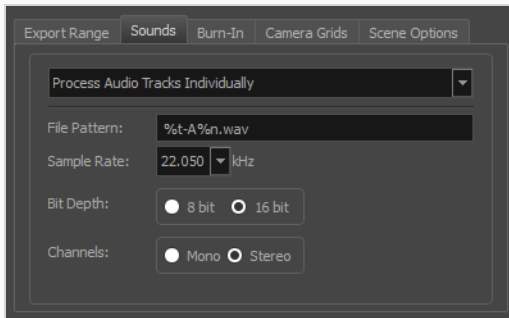 Export Range Sounds Burn-In Camera Grids Scene Options
Process Audio Tracks Individually
File Pattern: %t-A%n.wav
Sample Rate: 22.050 kHz
Bit Depth: 8 bit 16 bit
Channels: Mono Stereo